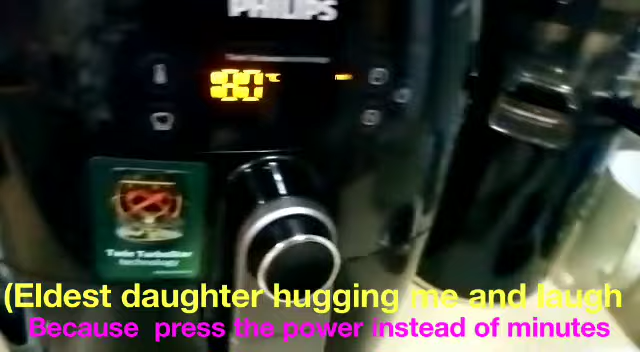 PHILIPS
Twin TurboStar
technology
(Eldest daughter hugging me and laugh
Because press the power instead of minutes